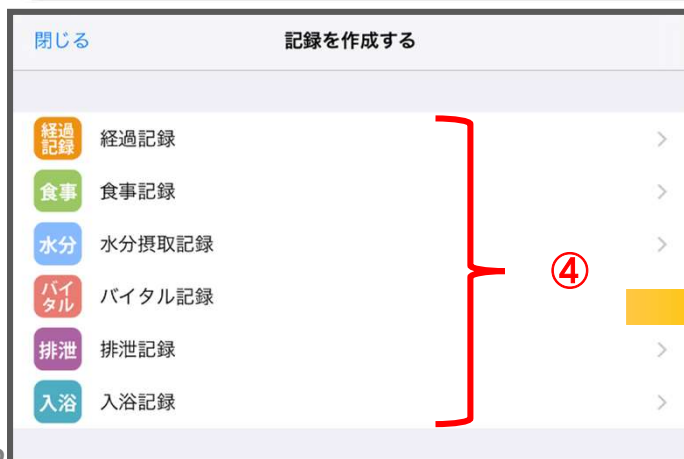 閉じる 記録を作成する
経過
記録 経過記録
食事 食事記録
水分 水分摂取記録
バイ
タル バイタル記録
排泄 排泄記録
入浴 入浴記録
④